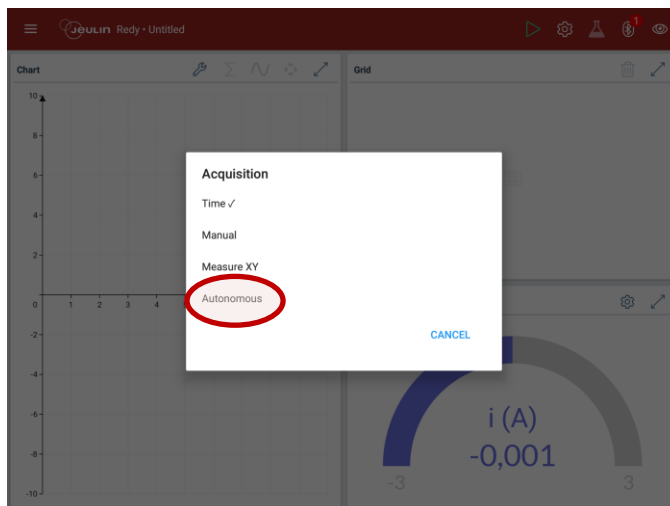 Jeulin Redy • Untitled
1
Chart
Grid
10
8
6
4
2
0 1 2 3 4
-2
-4
-6
-8
-10
Acquisition
Time ✓
Manual
Measure XY
Autonomous
CANCEL
i (A)
-0,001
-3 3